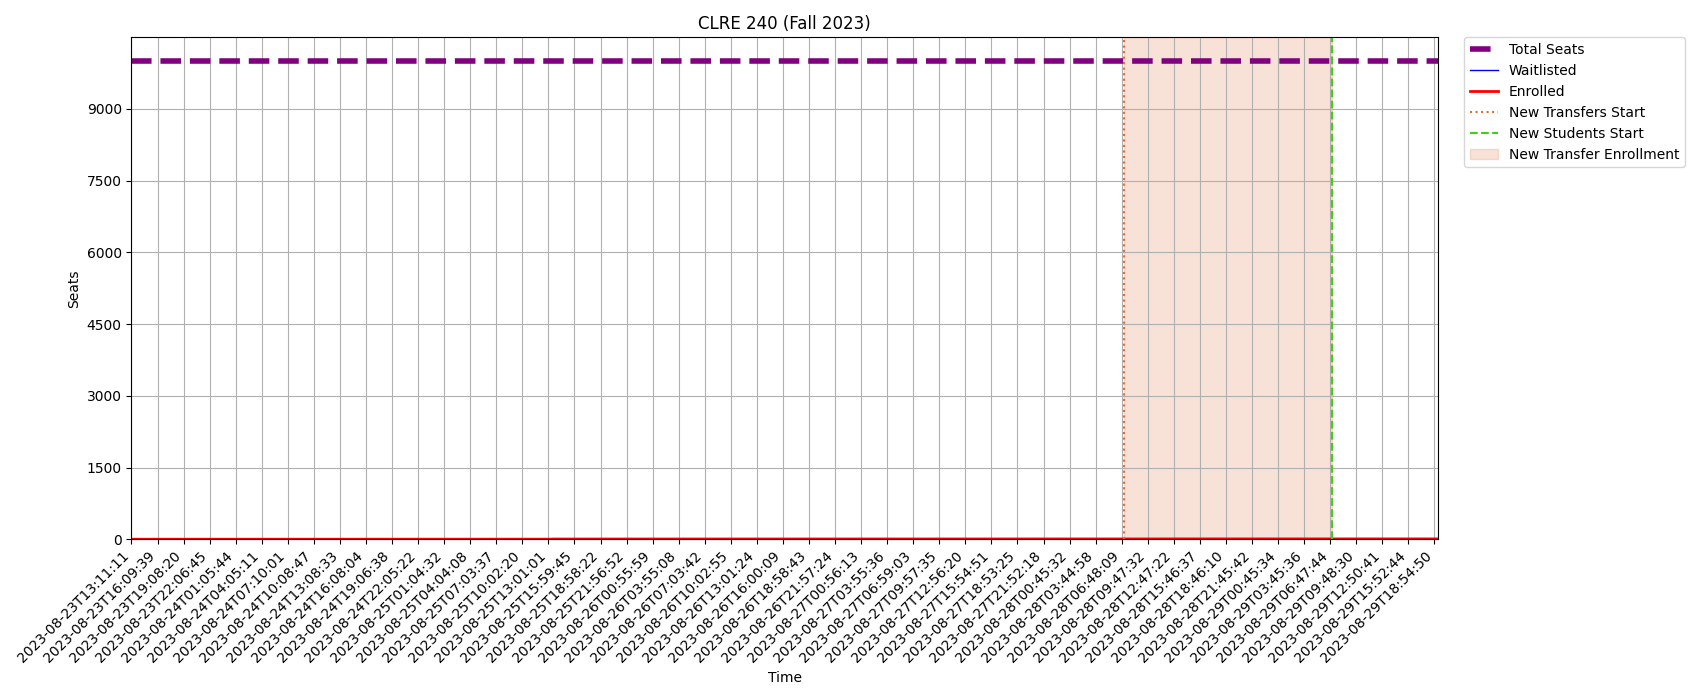 CLRE 240 (Fall 2023)
Total Seats
Waitlisted
Enrolled
New Transfers Start
New Students Start
New Transfer Enrollment
Seats
9000
7500
6000
4500
3000
1500
0
2023-08-23T13:11:11
2023-08-23T16:09:39
2023-08-23T19:08:20
2023-08-23T22:06:45
2023-08-24T01:05:44
2023-08-24T04:05:11
2023-08-24T07:10:01
2023-08-24T10:08:47
2023-08-24T13:08:33
2023-08-24T16:08:04
2023-08-24T19:06:38
2023-08-24T22:05:22
2023-08-25T01:04:32
2023-08-25T04:04:08
2023-08-25T07:03:37
2023-08-25T10:02:20
2023-08-25T13:01:01
2023-08-25T15:59:45
2023-08-25T18:58:22
2023-08-25T21:56:52
2023-08-26T00:55:59
2023-08-26T03:55:08
2023-08-26T07:03:42
2023-08-26T10:02:55
2023-08-26T13:01:24
2023-08-26T16:00:09
2023-08-26T18:58:43
2023-08-26T21:57:24
2023-08-27T00:56:13
2023-08-27T03:55:36
2023-08-27T06:59:03
2023-08-27T09:57:35
2023-08-27T12:56:20
2023-08-27T15:54:51
2023-08-27T18:53:25
2023-08-27T21:52:18
2023-08-28T00:45:32
2023-08-28T03:44:58
2023-08-28T06:48:09
2023-08-28T09:47:32
2023-08-28T12:47:22
2023-08-28T15:46:37
2023-08-28T18:46:10
2023-08-28T21:45:42
2023-08-29T00:45:34
2023-08-29T03:45:36
2023-08-29T06:47:44
2023-08-29T09:48:30
2023-08-29T12:50:41
2023-08-29T15:52:44
2023-08-29T18:54:50
Time